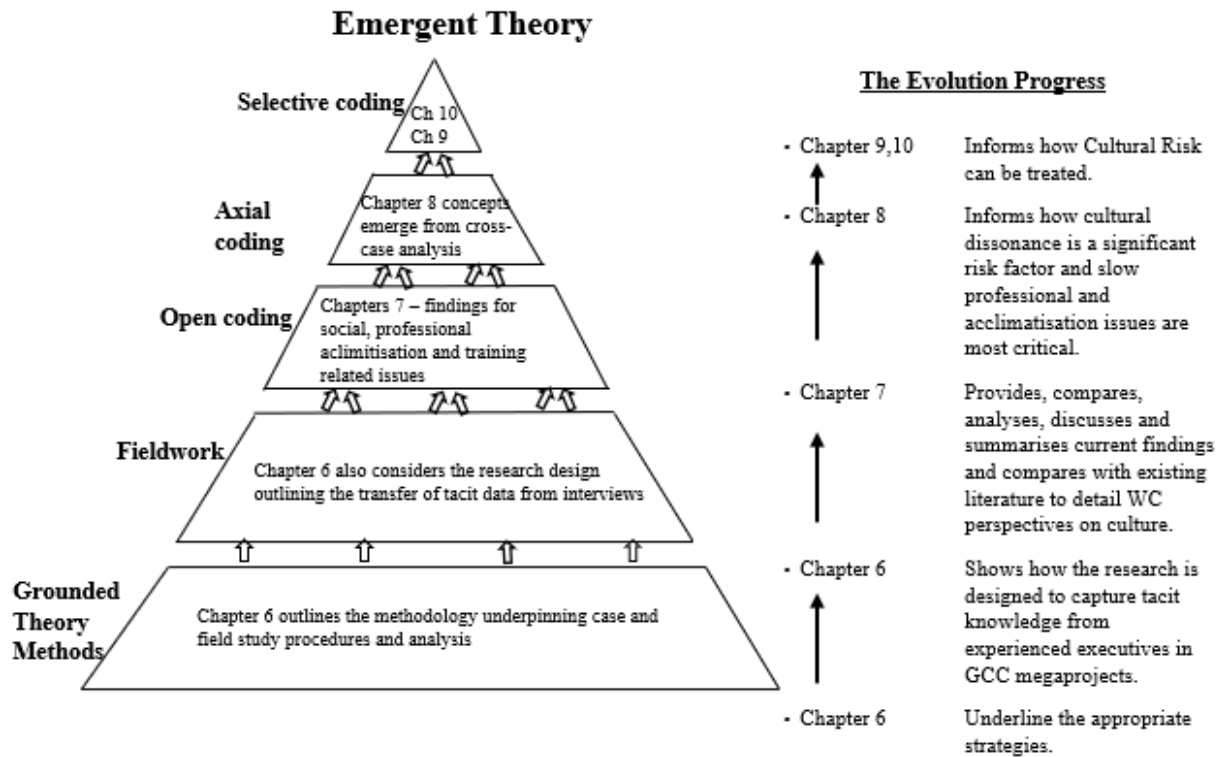 Emergent Theory
Selective coding
Ch 10
Ch 9
Axial
coding
Chapter 8 concepts
emerge from cross-
case analysis
Open coding
Chapters 7 – findings for
social, professional
aclimitisation and training
related issues
Fieldwork
Chapter 6 also considers the research design
outlining the transfer of tacit data from interviews
Grounded
Theory
Methods
Chapter 6 outlines the methodology underpinning case and
field study procedures and analysis
The Evolution Progress
- Chapter 9,10
Informs how Cultural Risk
can be treated.
- Chapter 8
Informs how cultural
dissonance is a significant
risk factor and slow
professional and
acclimatisation issues are
most critical.
- Chapter 7
Provides, compares,
analyses, discusses and
summarises current findings
and compares with existing
literature to detail WC
perspectives on culture.
- Chapter 6
Shows how the research is
designed to capture tacit
knowledge from
experienced executives in
GCC megaprojects.
- Chapter 6
Underline the appropriate
strategies.